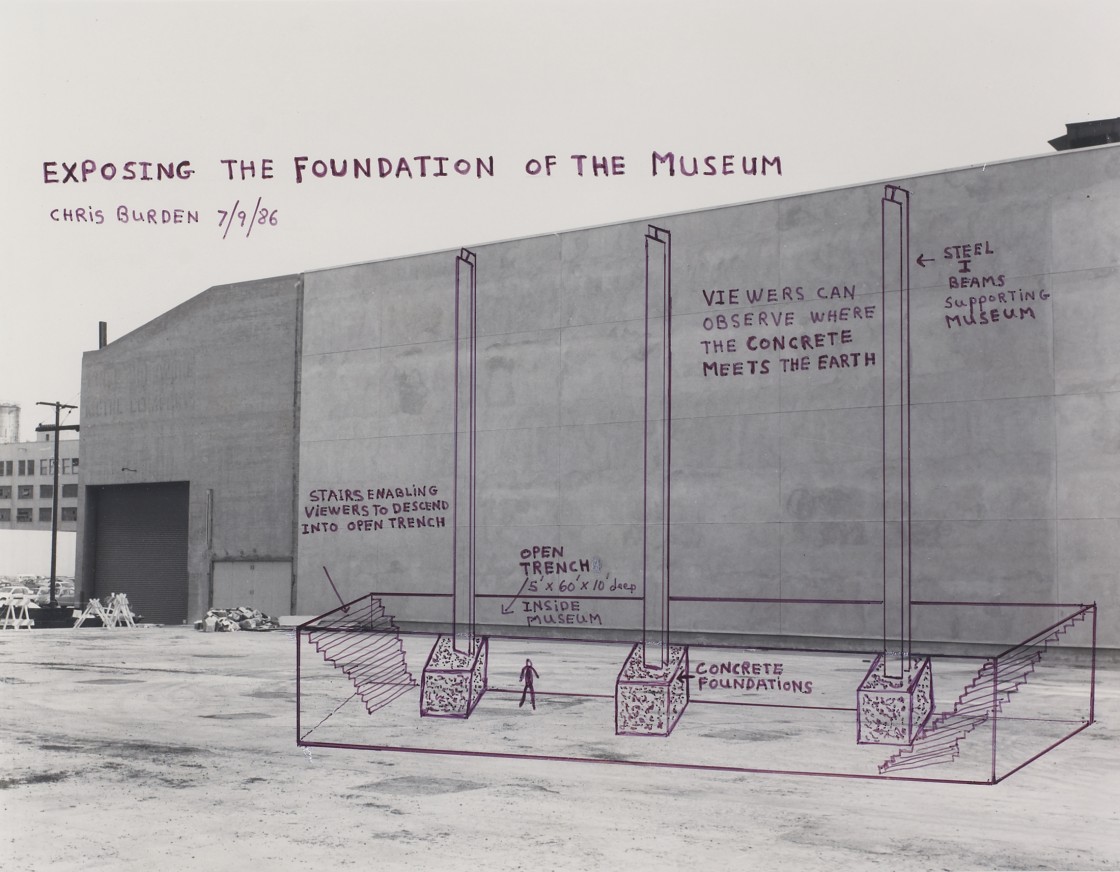 EXPOSING THE FOUNDATION OF THE MUSEUM
CHRIS BURDEN 7/9/86
STEEL
I
BEAMS
SUPPORTING
MUSEUM
VIEWERS CAN
OBSERVE WHERE
THE CONCRETE
MEETS THE EARTH
STAIRS ENABLING
VIEWERS TO DESCEND
INTO OPEN TRENCH
OPEN
TRENCH
5' x 60' x 10' deep
INSIDE
MUSEUM
CONCRETE
FOUNDATIONS